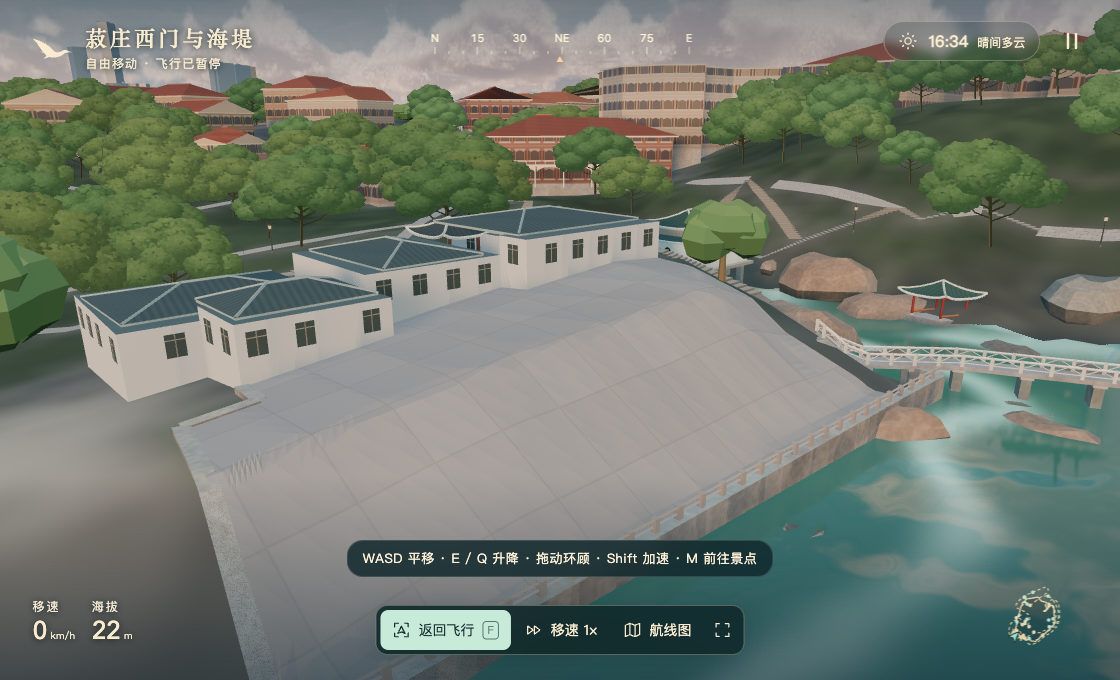 菽庄西门与海堤
自由移动 · 飞行已暂停
N 15 30 NE 60 75 E
16:34 晴间多云
WASD 平移 · E / Q 升降 · 拖动环顾 · Shift 加速 · M 前往景点
移速 海拔
0 km/h 22 m
返回飞行 F 移速 1x 航线图